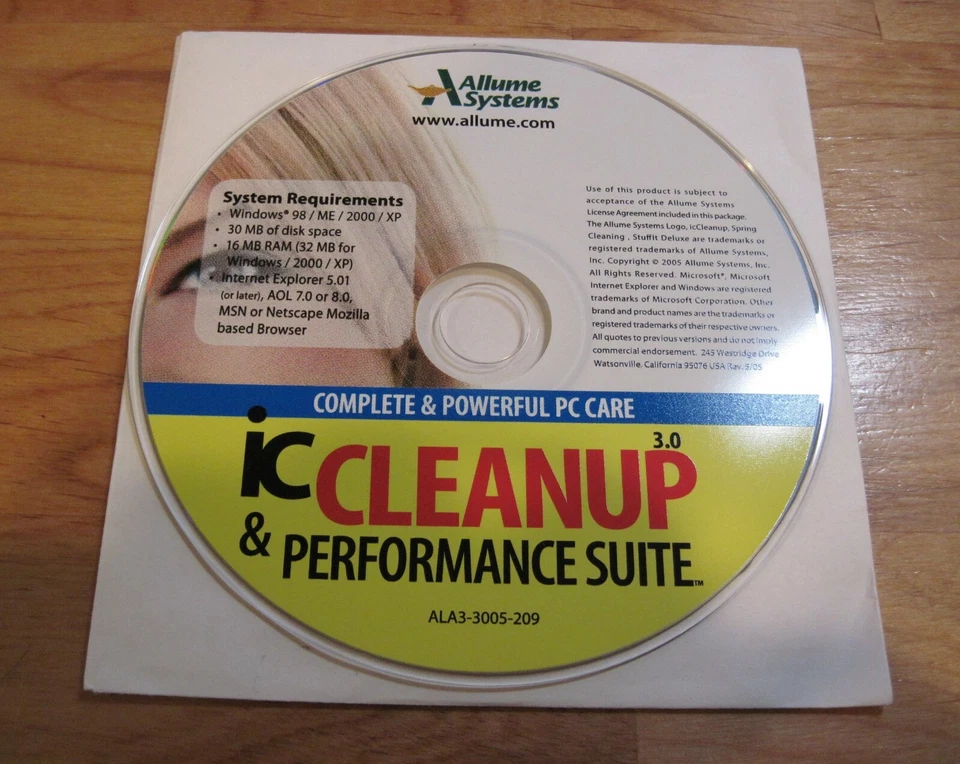 Allume
Systems
www.allume.com
System Requirements
• Windows® 98 / ME / 2000 / XP
• 30 MB of disk space
• 16 MB RAM (32 MB for
Windows / 2000 / XP)
• Internet Explorer 5.01
(or later), AOL 7.0 or 8.0,
MSN or Netscape Mozilla
based Browser
Use of this product is subject to
acceptance of the Allume Systems
License Agreement included in this package.
The Allume Systems Logo, icCleanup, Spring
Cleaning , StuffIt Deluxe are trademarks or
registered trademarks of Allume Systems,
Inc. Copyright © 2005 Allume Systems, Inc.
All Rights Reserved. Microsoft®, Microsoft
Internet Explorer and Windows are registered
trademarks of Microsoft Corporation. Other
brand and product names are the trademarks or
registered trademarks of their respective owners.
All quotes to previous versions and do not imply
commercial endorsement. 245 Westridge Drive
Watsonville, California 95076 USA Rev. 5/05
COMPLETE & POWERFUL PC CARE
ic CLEANUP 3.0
& PERFORMANCE SUITE™
ALA3-3005-209